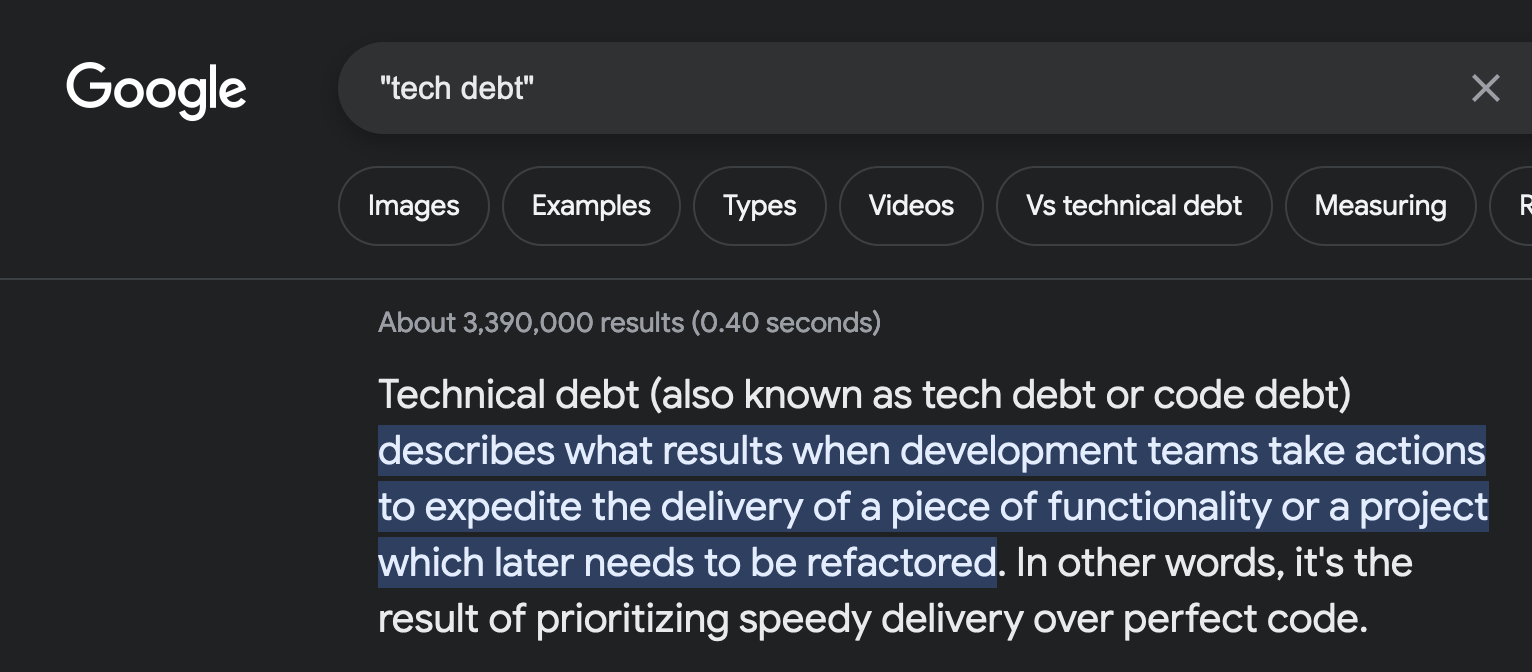 Google
"tech debt"
Images Examples Types Videos Vs technical debt Measuring R
About 3,390,000 results (0.40 seconds)
Technical debt (also known as tech debt or code debt)
describes what results when development teams take actions
to expedite the delivery of a piece of functionality or a project
which later needs to be refactored. In other words, it's the
result of prioritizing speedy delivery over perfect code.